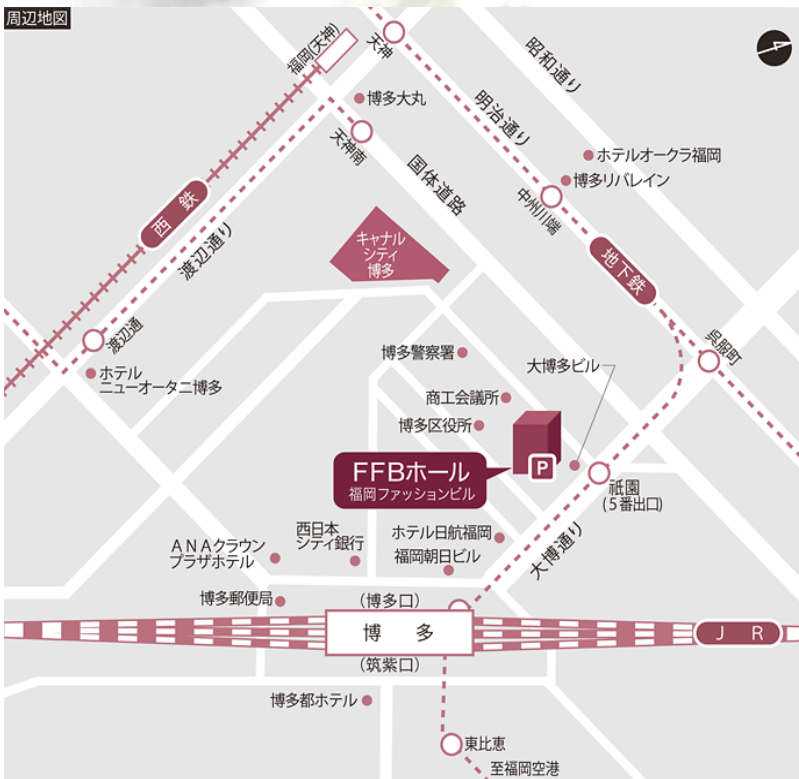 周辺地図
福岡(天神)
天神
昭和通り
博多大丸
明治通り
天神南
ホテルオークラ福岡
博多リバレイン
国体道路
中州川端
西鉄
渡辺通り
キャナル
シティ
博多
地下鉄
渡辺通
呉服町
ホテル
ニューオータニ博多
博多警察署
大博多ビル
商工会議所
博多区役所
FFBホール
福岡ファッションビル
P
祇園
(5番出口)
西日本
シティ銀行
ホテル日航福岡
福岡朝日ビル
大博通り
ANAクラウン
プラザホテル
博多郵便局
(博多口)
博多
JR
(筑紫口)
博多都ホテル
東比恵
至福岡空港